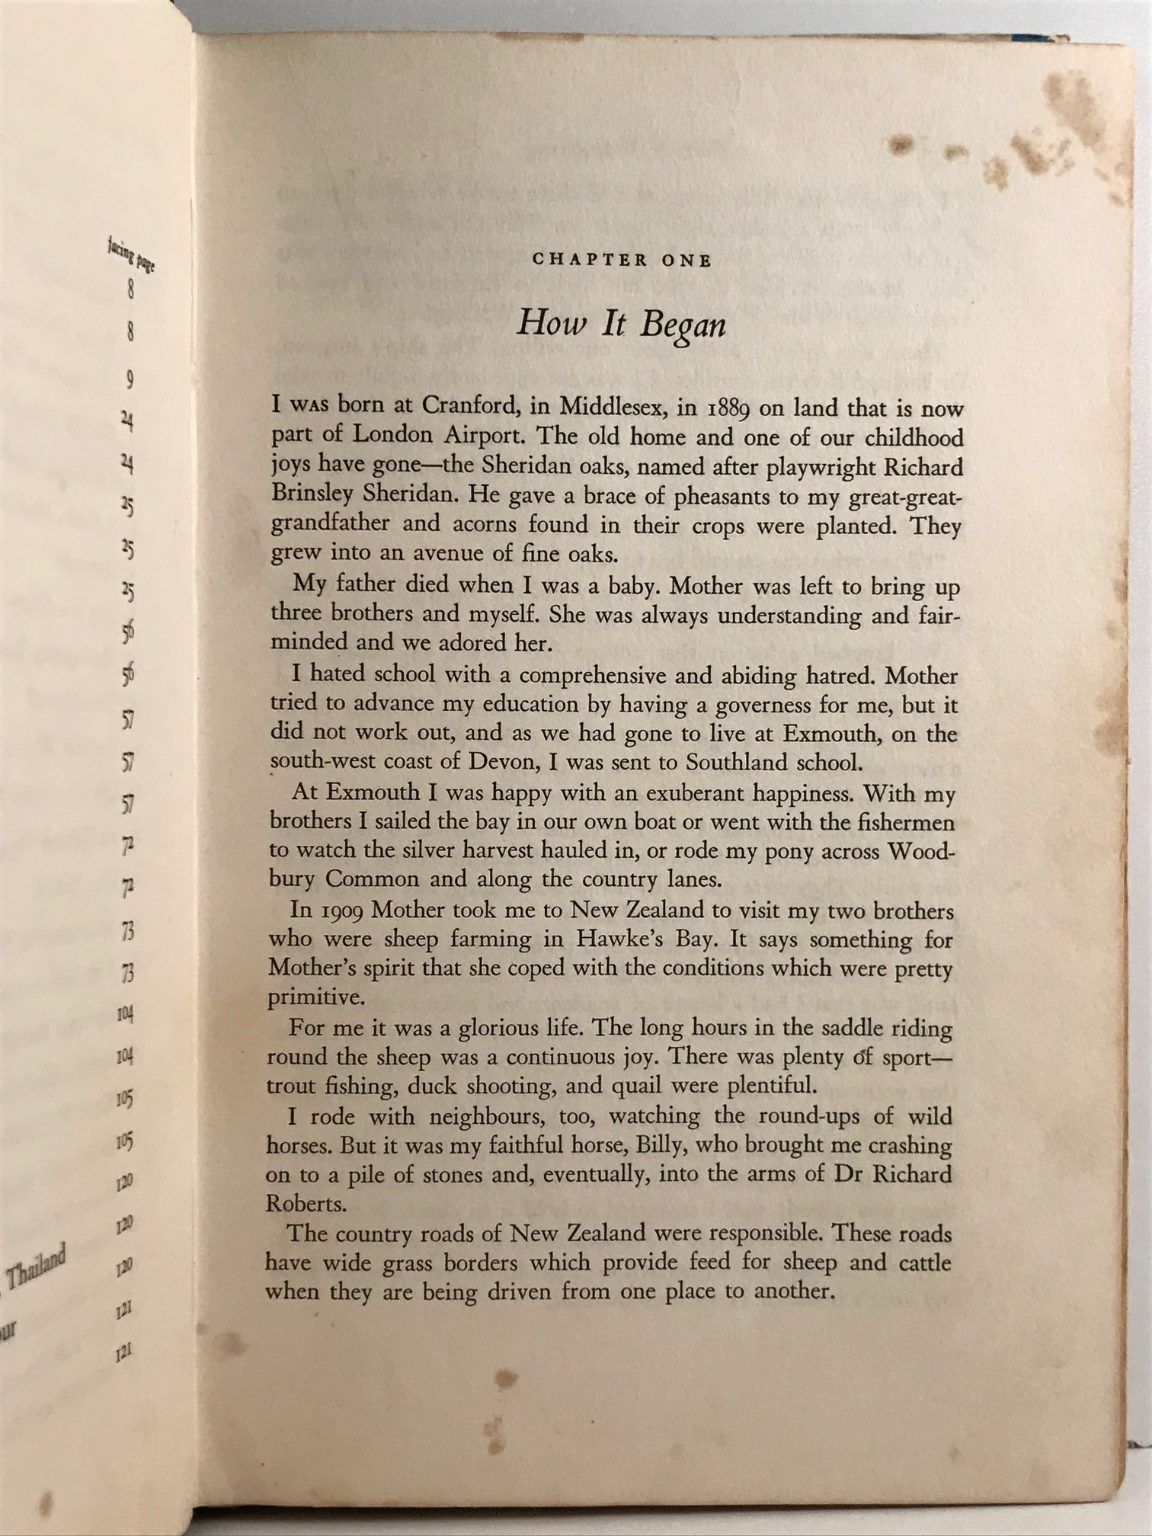 facing page
8
8
9
24
24
25
25
25
56
56
57
57
57
72
72
73
73
104
104
105
105
120
120
Thailand 120
121
121
CHAPTER ONE
How It Began
I WAS born at Cranford, in Middlesex, in 1889 on land that is now
part of London Airport. The old home and one of our childhood
joys have gone—the Sheridan oaks, named after playwright Richard
Brinsley Sheridan. He gave a brace of pheasants to my great-great-
grandfather and acorns found in their crops were planted. They
grew into an avenue of fine oaks.
My father died when I was a baby. Mother was left to bring up
three brothers and myself. She was always understanding and fair-
minded and we adored her.
I hated school with a comprehensive and abiding hatred. Mother
tried to advance my education by having a governess for me, but it
did not work out, and as we had gone to live at Exmouth, on the
south-west coast of Devon, I was sent to Southland school.
At Exmouth I was happy with an exuberant happiness. With my
brothers I sailed the bay in our own boat or went with the fishermen
to watch the silver harvest hauled in, or rode my pony across Wood-
bury Common and along the country lanes.
In 1909 Mother took me to New Zealand to visit my two brothers
who were sheep farming in Hawke's Bay. It says something for
Mother's spirit that she coped with the conditions which were pretty
primitive.
For me it was a glorious life. The long hours in the saddle riding
round the sheep was a continuous joy. There was plenty of sport—
trout fishing, duck shooting, and quail were plentiful.
I rode with neighbours, too, watching the round-ups of wild
horses. But it was my faithful horse, Billy, who brought me crashing
on to a pile of stones and, eventually, into the arms of Dr Richard
Roberts.
The country roads of New Zealand were responsible. These roads
have wide grass borders which provide feed for sheep and cattle
when they are being driven from one place to another.